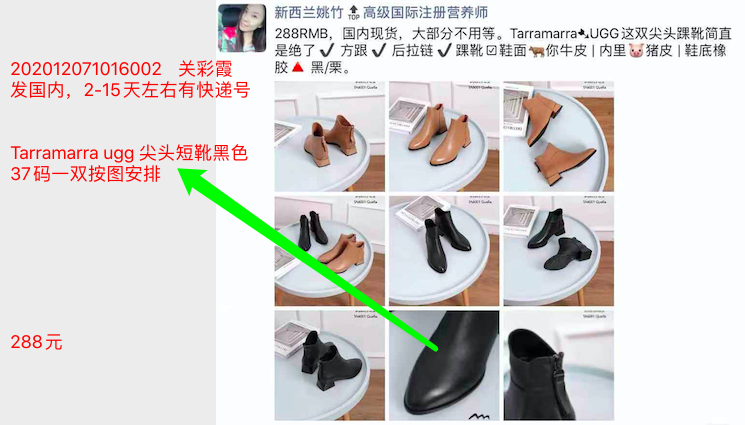 新西兰姚竹🔝高级国际注册营养师
288RMB，国内现货，大部分不用等。Tarramarra🐾UGG这双尖头踝靴简直
是绝了✔️方跟✔️后拉链✔️踝靴☑️鞋面🐂你牛皮 | 内里🐷猪皮 | 鞋底橡
胶🔺黑/栗。
202012071016002 关彩霞
发国内，2-15天左右有快递号
Tarramarra ugg 尖头短靴黑色
37码一双按图安排
288元